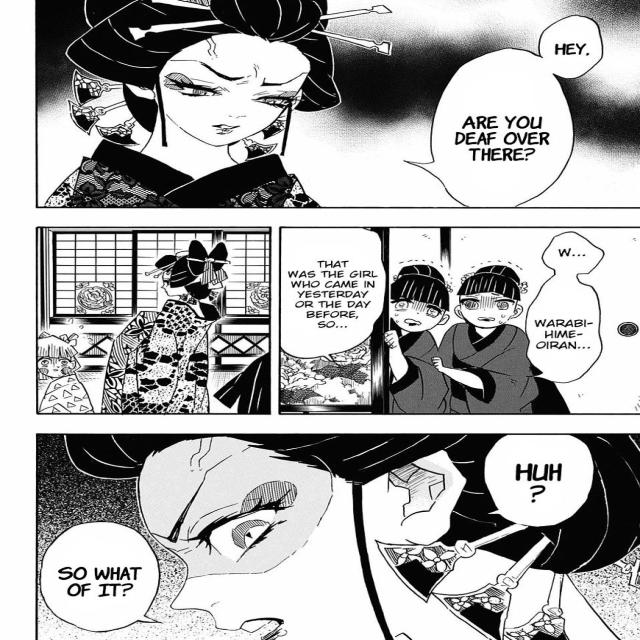 HEY.
ARE YOU
DEAF OVER
THERE?
W...
WARABI-
HIME-
OIRAN...
THAT
WAS THE GIRL
WHO CAME IN
YESTERDAY
OR THE DAY
BEFORE,
SO...
HUH
?
SO WHAT
OF IT?